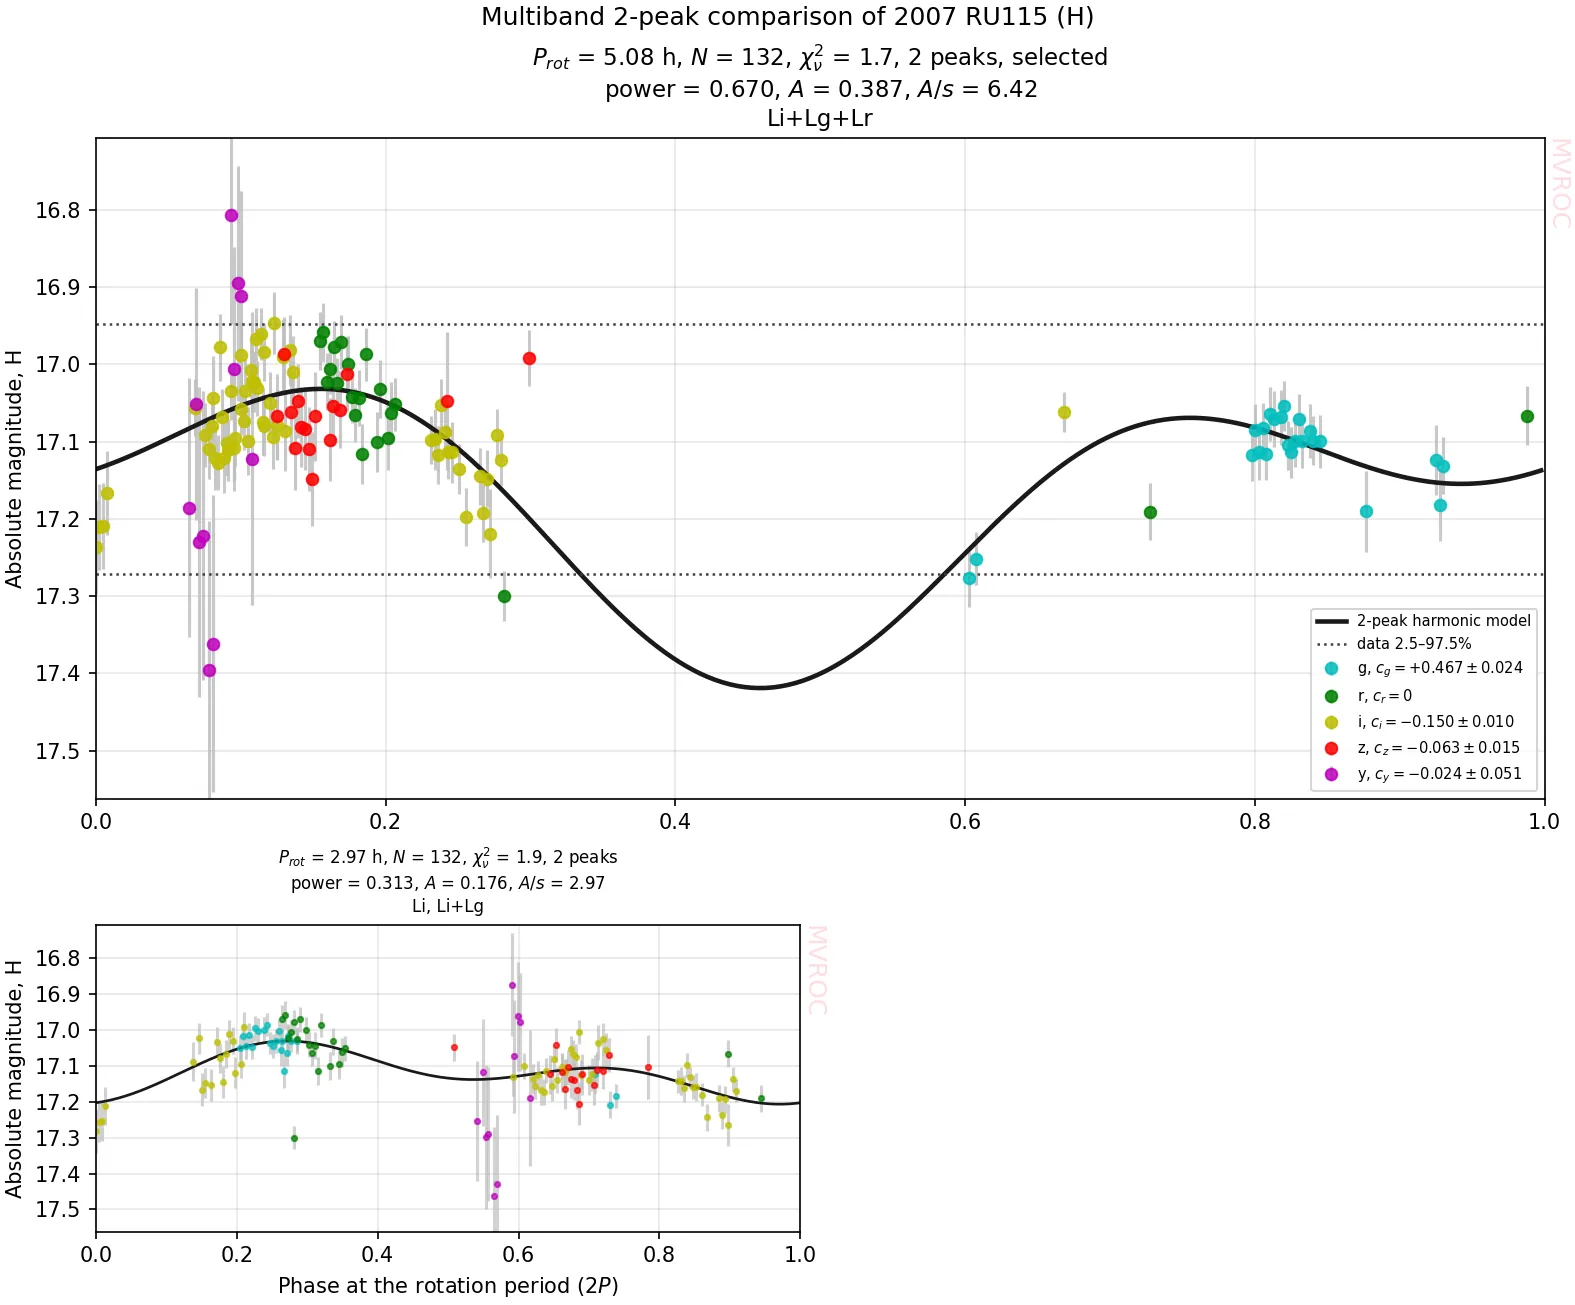 Multiband 2-peak comparison of 2007 RU115 (H)
P_rot = 5.08 h, N = 132, χ²_ν = 1.7, 2 peaks, selected
power = 0.670, A = 0.387, A/s = 6.42
Li+Lg+Lr
MVROC
Absolute magnitude, H
16.8
16.9
17.0
17.1
17.2
17.3
17.4
17.5
2-peak harmonic model
data 2.5–97.5%
g, c_g = +0.467 ± 0.024
r, c_r = 0
i, c_i = −0.150 ± 0.010
z, c_z = −0.063 ± 0.015
y, c_y = −0.024 ± 0.051
0.0 0.2 0.4 0.6 0.8 1.0
P_rot = 2.97 h, N = 132, χ²_ν = 1.9, 2 peaks
power = 0.313, A = 0.176, A/s = 2.97
Li, Li+Lg
MVROC
Absolute magnitude, H
16.8
16.9
17.0
17.1
17.2
17.3
17.4
17.5
0.0 0.2 0.4 0.6 0.8 1.0
Phase at the rotation period (2P)